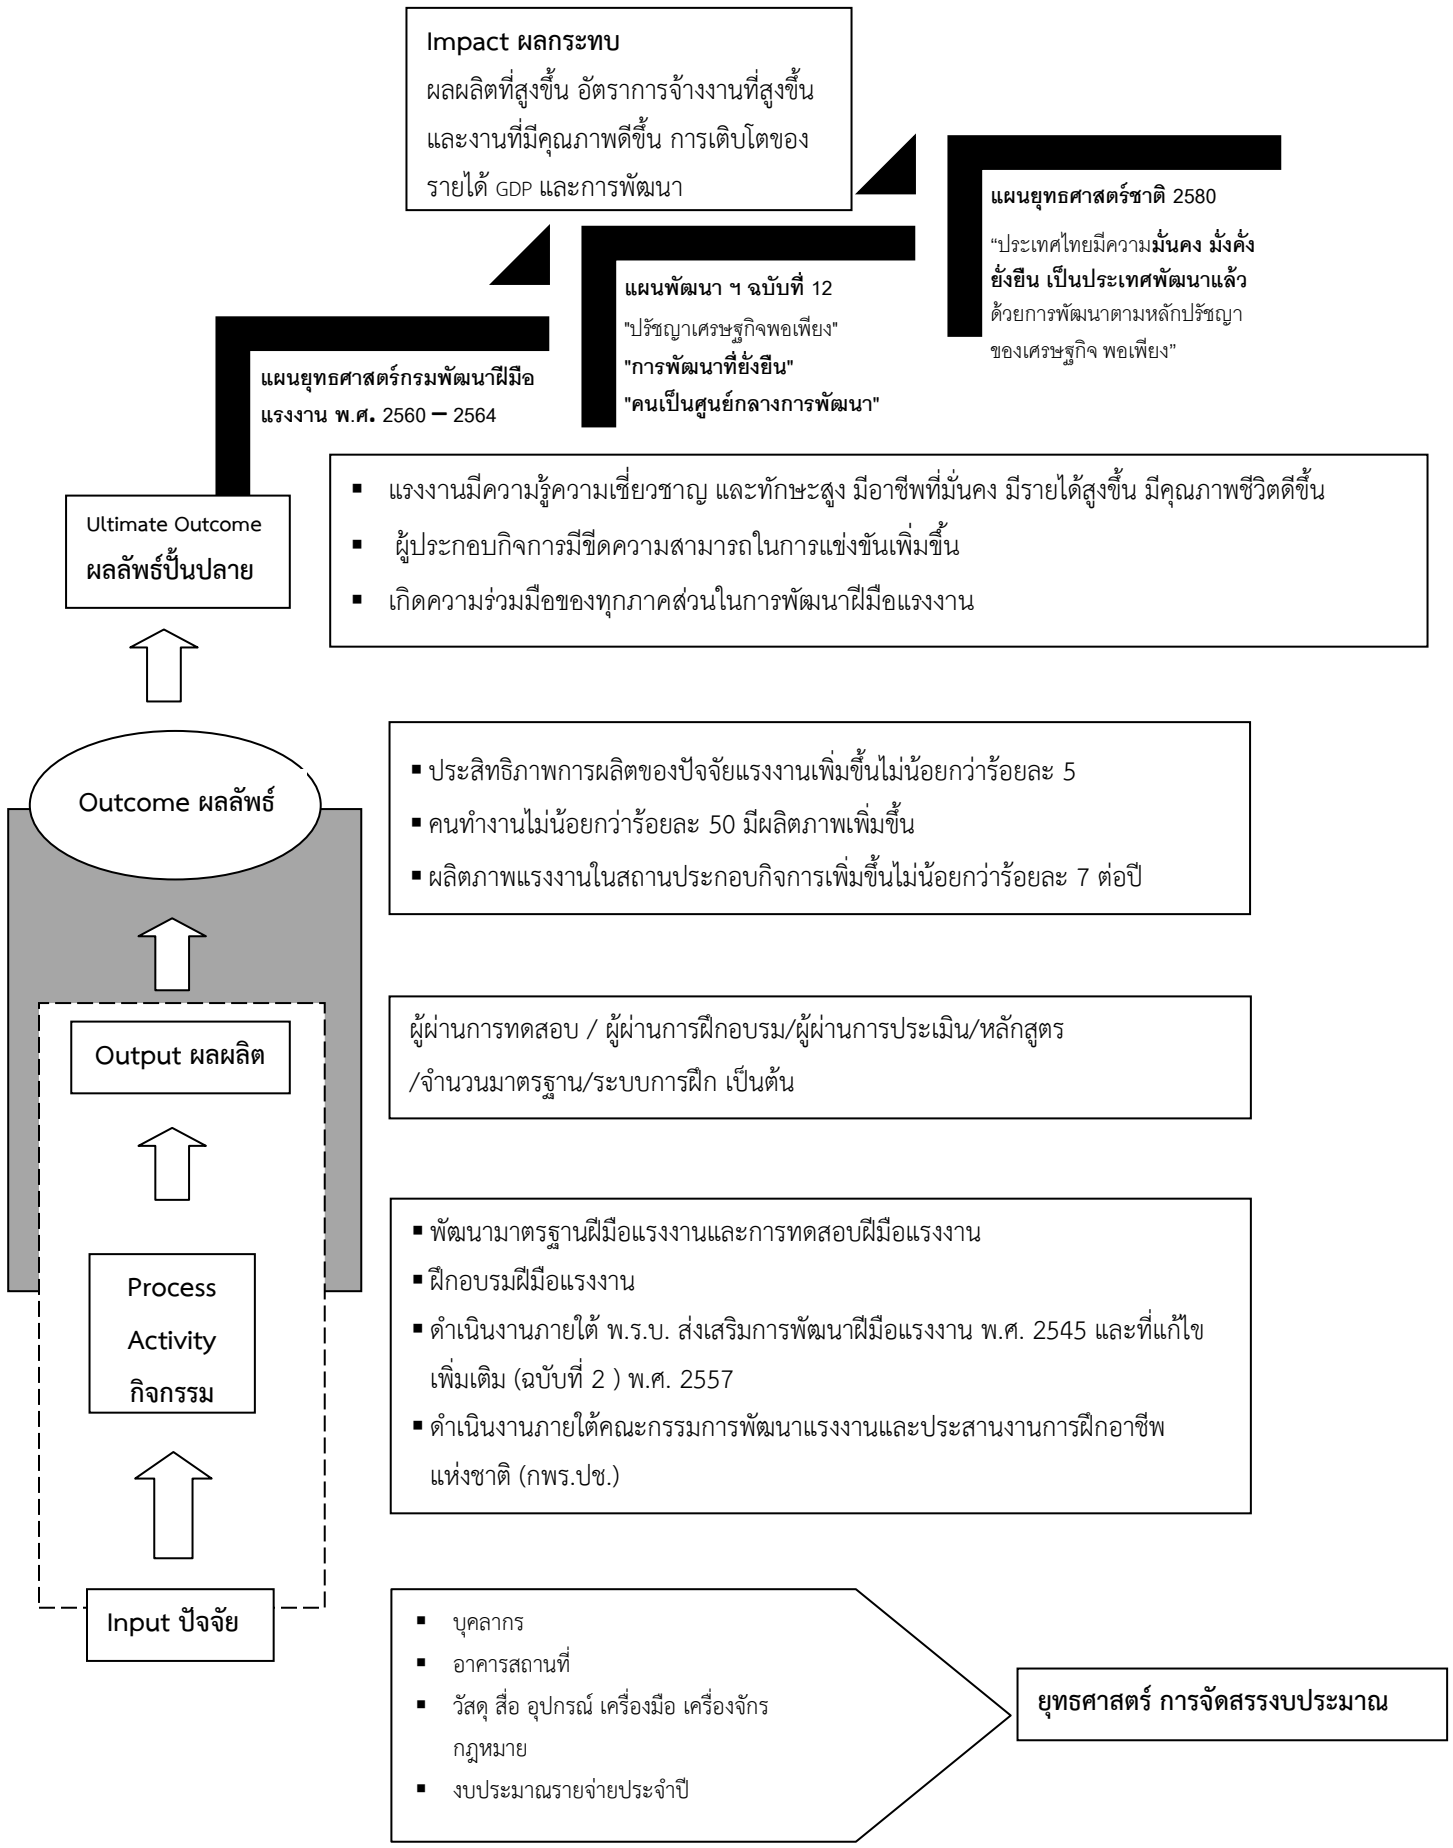 Impact ผลกระทบ
ผลผลิตที่สูงขึ้น อัตราการจ้างงานที่สูงขึ้น
และงานที่มีคุณภาพดีขึ้น การเติบโตของ
รายได้ GDP และการพัฒนา
แผนยุทธศาสตร์ชาติ 2580
“ประเทศไทยมีความมั่นคง มั่งคั่ง
ยั่งยืน เป็นประเทศพัฒนาแล้ว
ด้วยการพัฒนาตามหลักปรัชญา
ของเศรษฐกิจ พอเพียง”
แผนพัฒนา ฯ ฉบับที่ 12
"ปรัชญาเศรษฐกิจพอเพียง"
"การพัฒนาที่ยั่งยืน"
"คนเป็นศูนย์กลางการพัฒนา"
แผนยุทธศาสตร์กรมพัฒนาฝีมือ
แรงงาน พ.ศ. 2560 – 2564
Ultimate Outcome
ผลลัพธ์ปั้นปลาย
▪ แรงงานมีความรู้ความเชี่ยวชาญ และทักษะสูง มีอาชีพที่มั่นคง มีรายได้สูงขึ้น มีคุณภาพชีวิตดีขึ้น
▪ ผู้ประกอบกิจการมีขีดความสามารถในการแข่งขันเพิ่มขึ้น
▪ เกิดความร่วมมือของทุกภาคส่วนในการพัฒนาฝีมือแรงงาน
Outcome ผลลัพธ์
▪ ประสิทธิภาพการผลิตของปัจจัยแรงงานเพิ่มขึ้นไม่น้อยกว่าร้อยละ 5
▪ คนทำงานไม่น้อยกว่าร้อยละ 50 มีผลิตภาพเพิ่มขึ้น
▪ ผลิตภาพแรงงานในสถานประกอบกิจการเพิ่มขึ้นไม่น้อยกว่าร้อยละ 7 ต่อปี
Output ผลผลิต
ผู้ผ่านการทดสอบ / ผู้ผ่านการฝึกอบรม/ผู้ผ่านการประเมิน/หลักสูตร
/จำนวนมาตรฐาน/ระบบการฝึก เป็นต้น
Process
Activity
กิจกรรม
▪ พัฒนามาตรฐานฝีมือแรงงานและการทดสอบฝีมือแรงงาน
▪ ฝึกอบรมฝีมือแรงงาน
▪ ดำเนินงานภายใต้ พ.ร.บ. ส่งเสริมการพัฒนาฝีมือแรงงาน พ.ศ. 2545 และที่แก้ไข
เพิ่มเติม (ฉบับที่ 2 ) พ.ศ. 2557
▪ ดำเนินงานภายใต้คณะกรรมการพัฒนาแรงงานและประสานงานการฝึกอาชีพ
แห่งชาติ (กพร.ปช.)
Input ปัจจัย
▪ บุคลากร
▪ อาคารสถานที่
▪ วัสดุ สื่อ อุปกรณ์ เครื่องมือ เครื่องจักร
กฎหมาย
▪ งบประมาณรายจ่ายประจำปี
ยุทธศาสตร์ การจัดสรรงบประมาณ